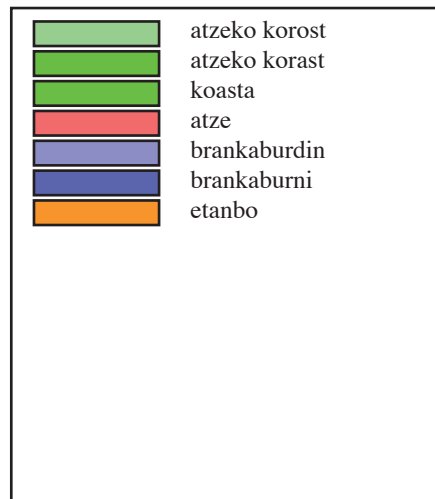 atzeko korost
atzeko korast
koasta
atze
brankaburdin
brankaburni
etanbo